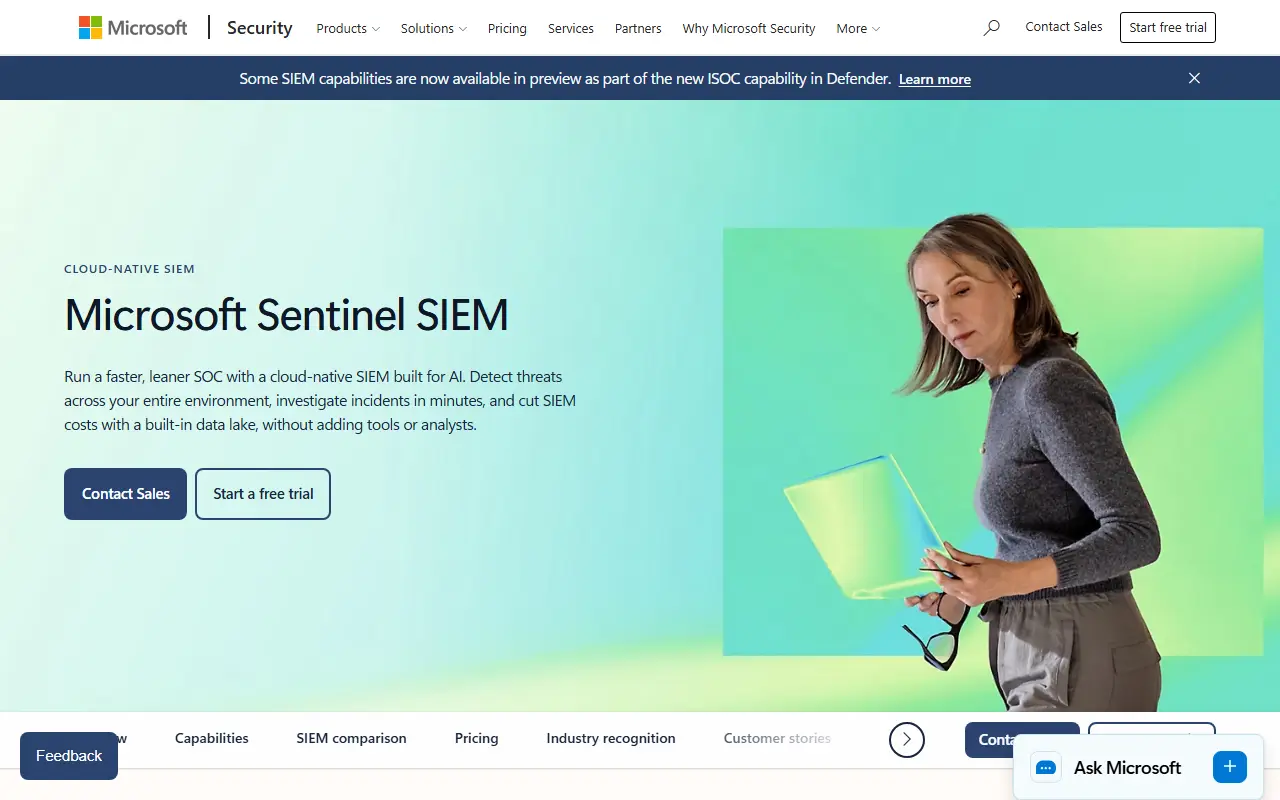 Microsoft
Security
Products
Solutions
Pricing
Services
Partners
Why Microsoft Security
More
Contact Sales
Start free trial
Some SIEM capabilities are now available in preview as part of the new ISOC capability in Defender. Learn more
CLOUD-NATIVE SIEM
Microsoft Sentinel SIEM
Run a faster, leaner SOC with a cloud-native SIEM built for AI. Detect threats
across your entire environment, investigate incidents in minutes, and cut SIEM
costs with a built-in data lake, without adding tools or analysts.
Contact Sales
Start a free trial
Capabilities
SIEM comparison
Pricing
Industry recognition
Customer stories
Feedback
Ask Microsoft